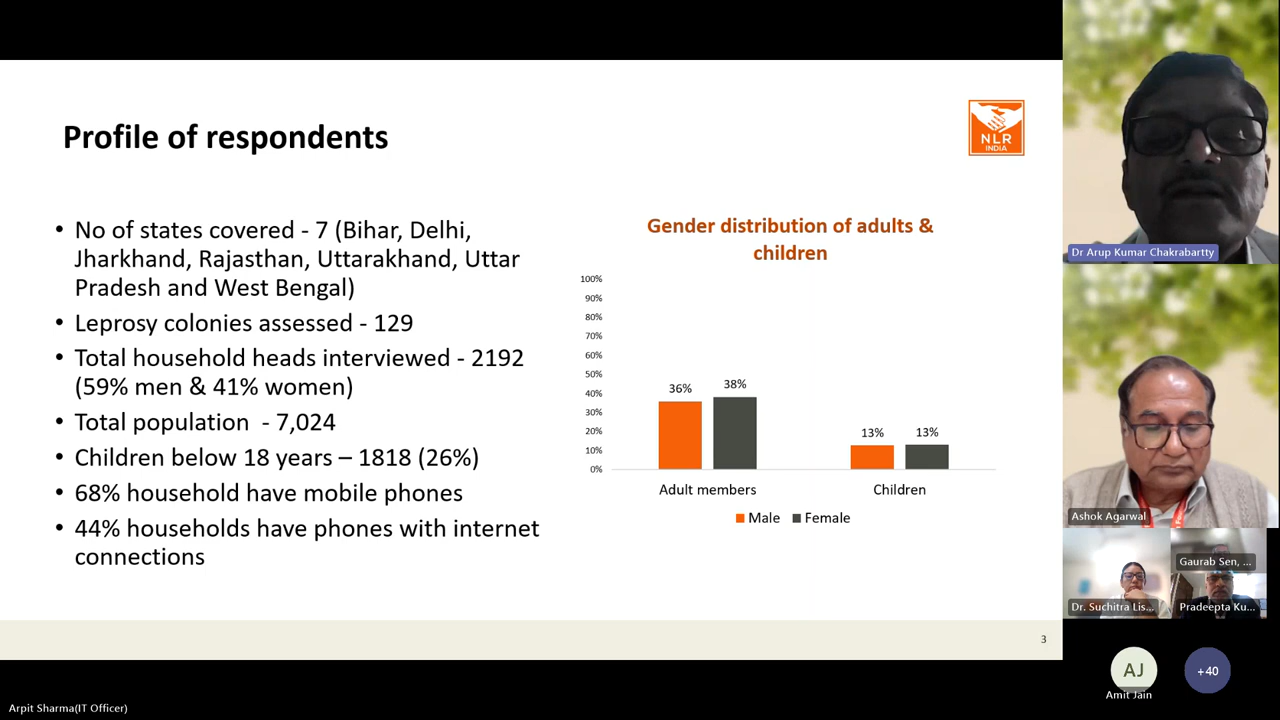 Profile of respondents
NLR
INDIA
• No of states covered - 7 (Bihar, Delhi,
Jharkhand, Rajasthan, Uttarakhand, Uttar
Pradesh and West Bengal)
• Leprosy colonies assessed - 129
• Total household heads interviewed - 2192
(59% men & 41% women)
• Total population - 7,024
• Children below 18 years – 1818 (26%)
• 68% household have mobile phones
• 44% households have phones with internet
connections
Gender distribution of adults &
children
100%
90%
80%
70%
60%
50%
40%
30%
20%
10%
0%
36%
38%
13%
13%
Adult members
Children
Male
Female
3
Dr Arup Kumar Chakrabartty
Ashok Agarwal
Gaurab Sen, ...
Dr. Suchitra Lis...
Pradeepta Ku...
AJ
+40
Amit Jain
Arpit Sharma(IT Officer)